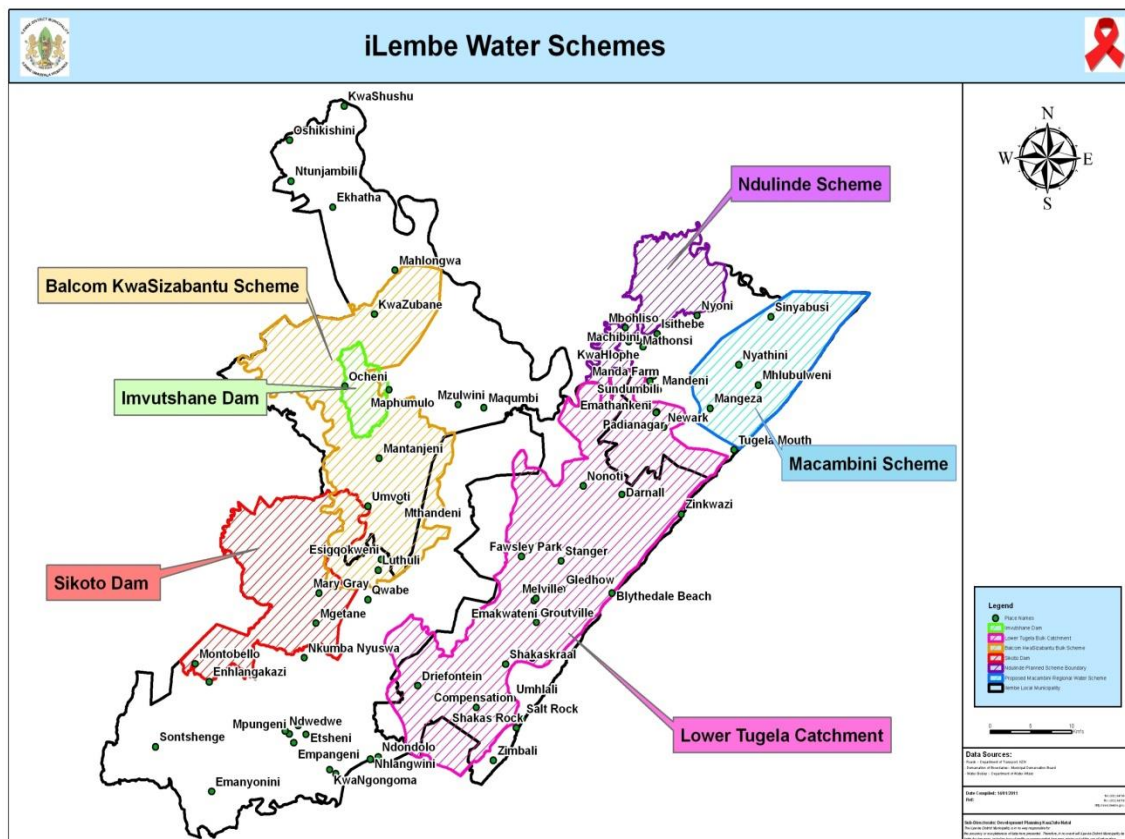 iLembe Water Schemes
KwaShushu
Oshikishini
Ntunjambili
Ekhatha
Ndulinde Scheme
Mahlongwa
Balcom KwaSizabantu Scheme
KwaZubane
Nyoni
Sinyabusi
Mbohliso
Isithebe
Machibini
Mathonsi
KwaHlophe
Nyathini
Imvutshane Dam
Ocheni
Maphumulo
Manda Farm
Mandeni
Mhlubulweni
Sundumbili
Mzulwini
Maqumbi
Emathankeni
Newark
Mangeza
Padianagar
Tugela Mouth
Macambini Scheme
Mantanjeni
Nonoti
Darnall
Umvoti
Mthandeni
Zinkwazi
Esigqokweni
Luthuli
Fawsley Park
Stanger
Sikoto Dam
Mary Gray
Qwabe
Melville
Gledhow
Blythedale Beach
Mgetane
Emakwateni
Groutville
Nkumba Nyuswa
Montobello
Enhlangakazi
Shakaskraal
Driefontein
Umhlali
Compensation
Salt Rock
Shakas Rock
Lower Tugela Catchment
Mpungeni
Ndwedwe
Etsheni
Sontshenge
Empangeni
Ndondolo
Nhlangwini
Zimbali
KwaNgongoma
Emanyonini
N
W
E
S
Legend
Place Names
Imvutshane Dam
Lower Tugela Bulk Catchment
Balcom KwaSizabantu Bulk Scheme
Sikoto Dam
Ndulinde Planned Scheme Boundary
Proposed Macambini Regional Water Scheme
Ilembe Local Municipality
0
5
10
Data Sources:
Date Compiled: 14/01/2011
Ref: